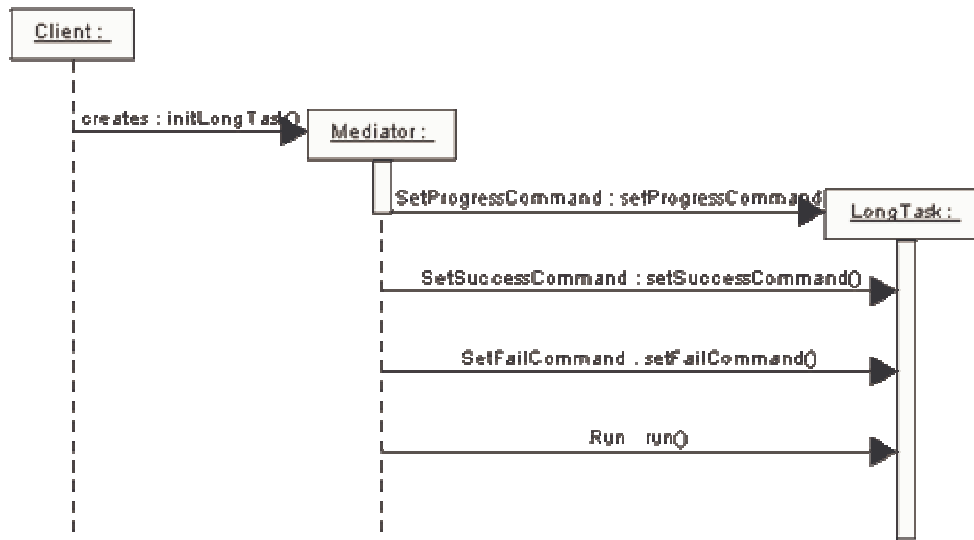 Client :
creates : initLongTask()
Mediator :
SetProgressCommand : setProgressCommand
LongTask :
SetSuccessCommand : setSuccessCommand()
SetFailCommand : setFailCommand()
Run run()